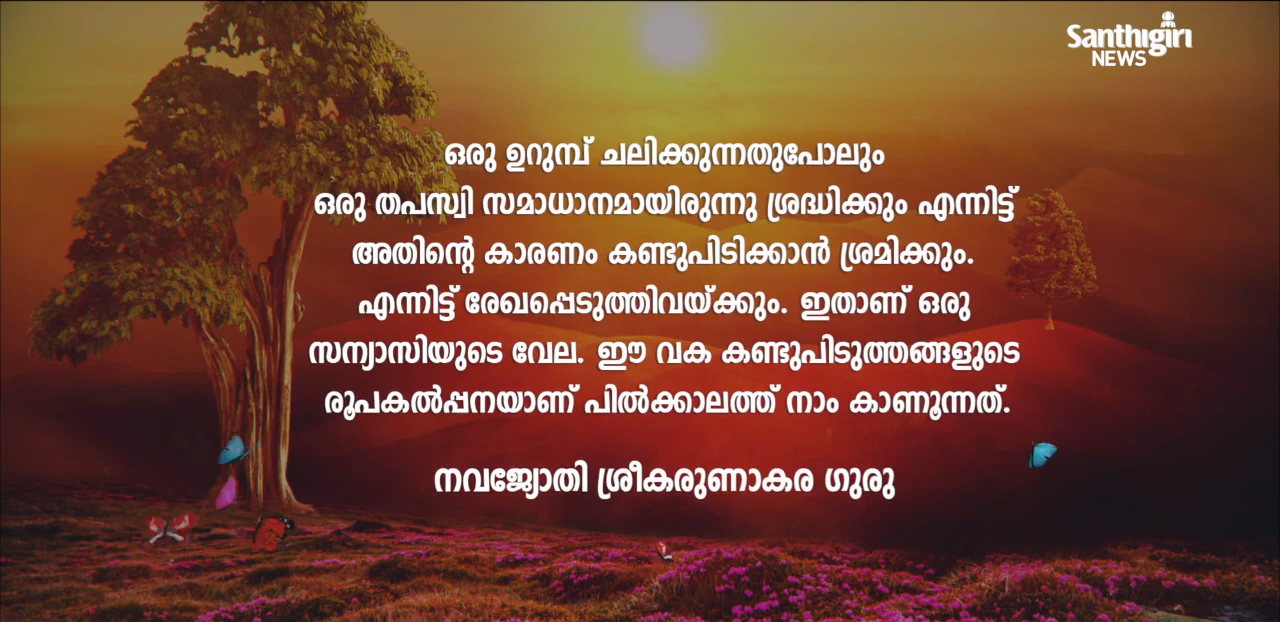 Santhigiri
NEWS
ഒരു ഉറുമ്പ് ചലിക്കുന്നതുപോലും
ഒരു തപസ്വി സമാധാനമായിരുന്നു ശ്രദ്ധിക്കും എന്നിട്ട്
അതിന്റെ കാരണം കണ്ടുപിടിക്കാൻ ശ്രമിക്കും.
എന്നിട്ട് രേഖപ്പെടുത്തിവയ്ക്കും. ഇതാണ് ഒരു
സന്യാസിയുടെ വേല. ഈ വക കണ്ടുപിടുത്തങ്ങളുടെ
രൂപകൽപ്പനയാണ് പിൽക്കാലത്ത് നാം കാണൂന്നത്.
നവജ്യോതി ശ്രീകരുണാകര ഗുരു